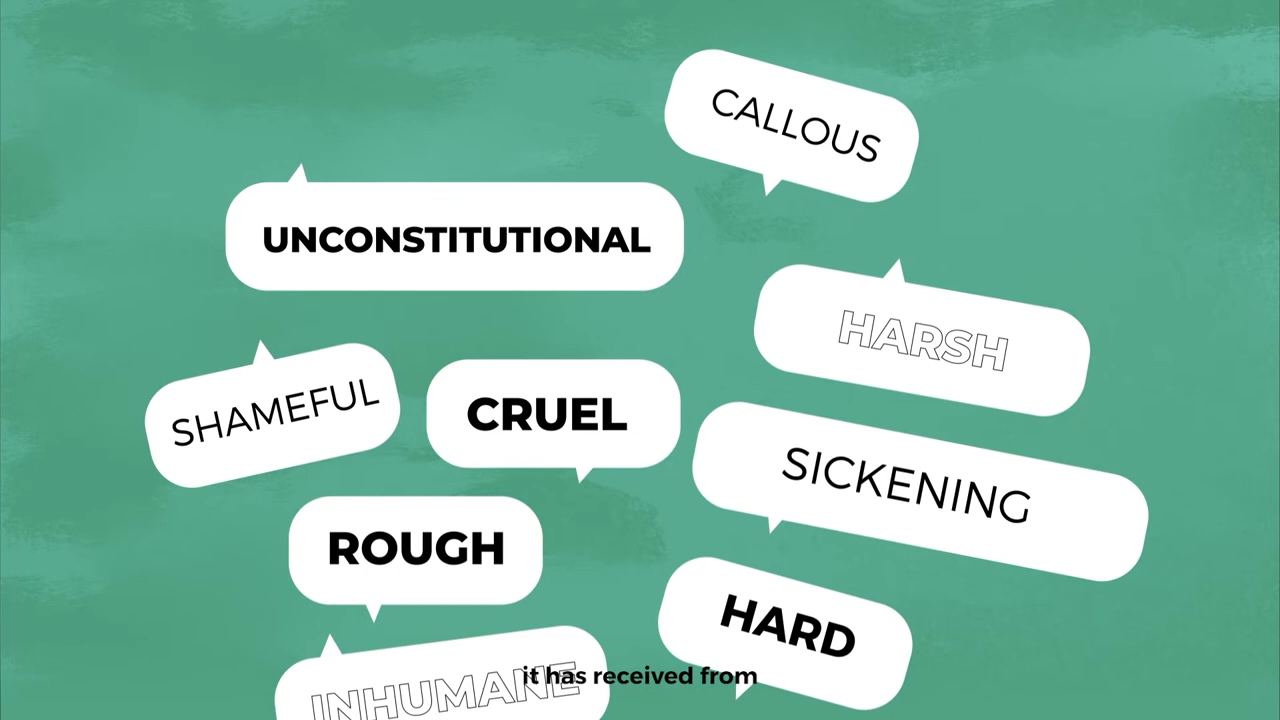 CALLOUS
UNCONSTITUTIONAL
HARSH
SHAMEFUL
CRUEL
SICKENING
ROUGH
HARD
INHUMANE
it has received from